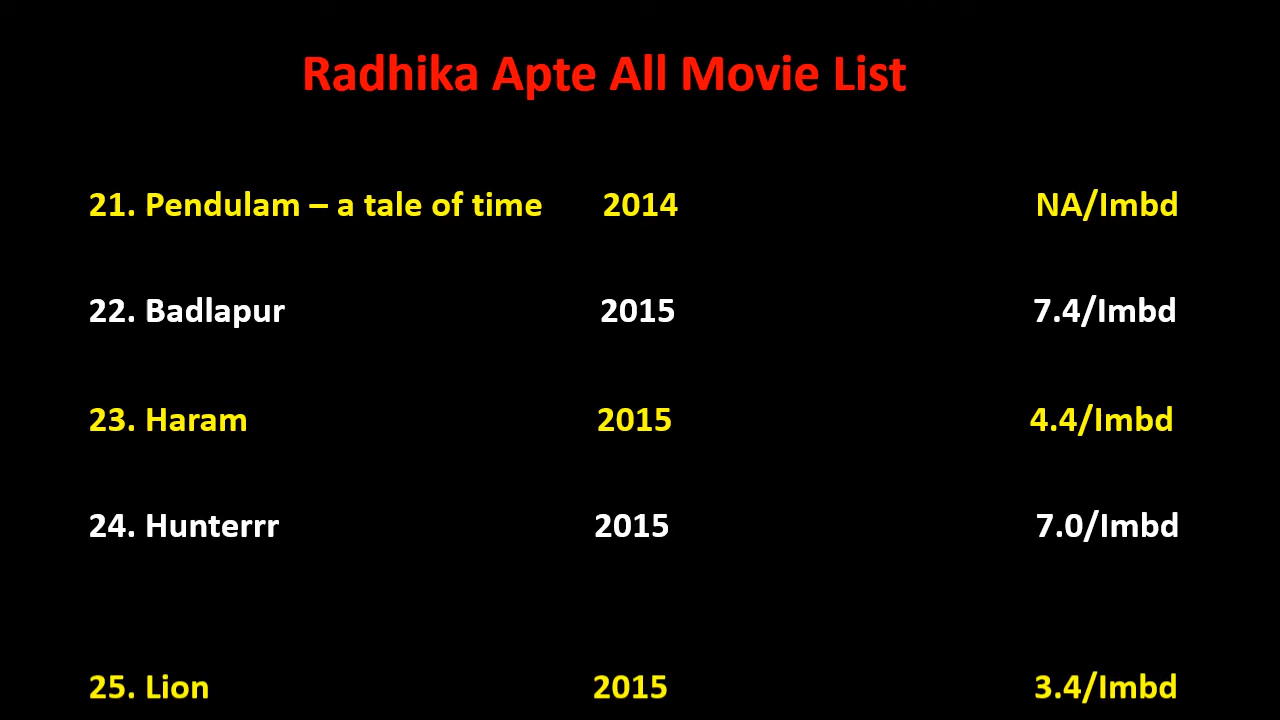 Radhika Apte All Movie List
21. Pendulam – a tale of time 2014 NA/Imbd
22. Badlapur 2015 7.4/Imbd
23. Haram 2015 4.4/Imbd
24. Hunterrr 2015 7.0/Imbd
25. Lion 2015 3.4/Imbd